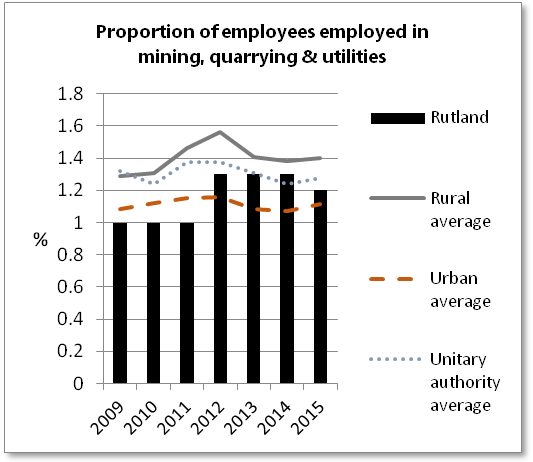 Proportion of employees employed in
mining, quarrying & utilities
1.8
1.6
1.4
1.2
1
0.8
0.6
0.4
0.2
0
%
2009
2010
2011
2012
2013
2014
2015
Rutland
Rural
average
Urban
average
Unitary
authority
average